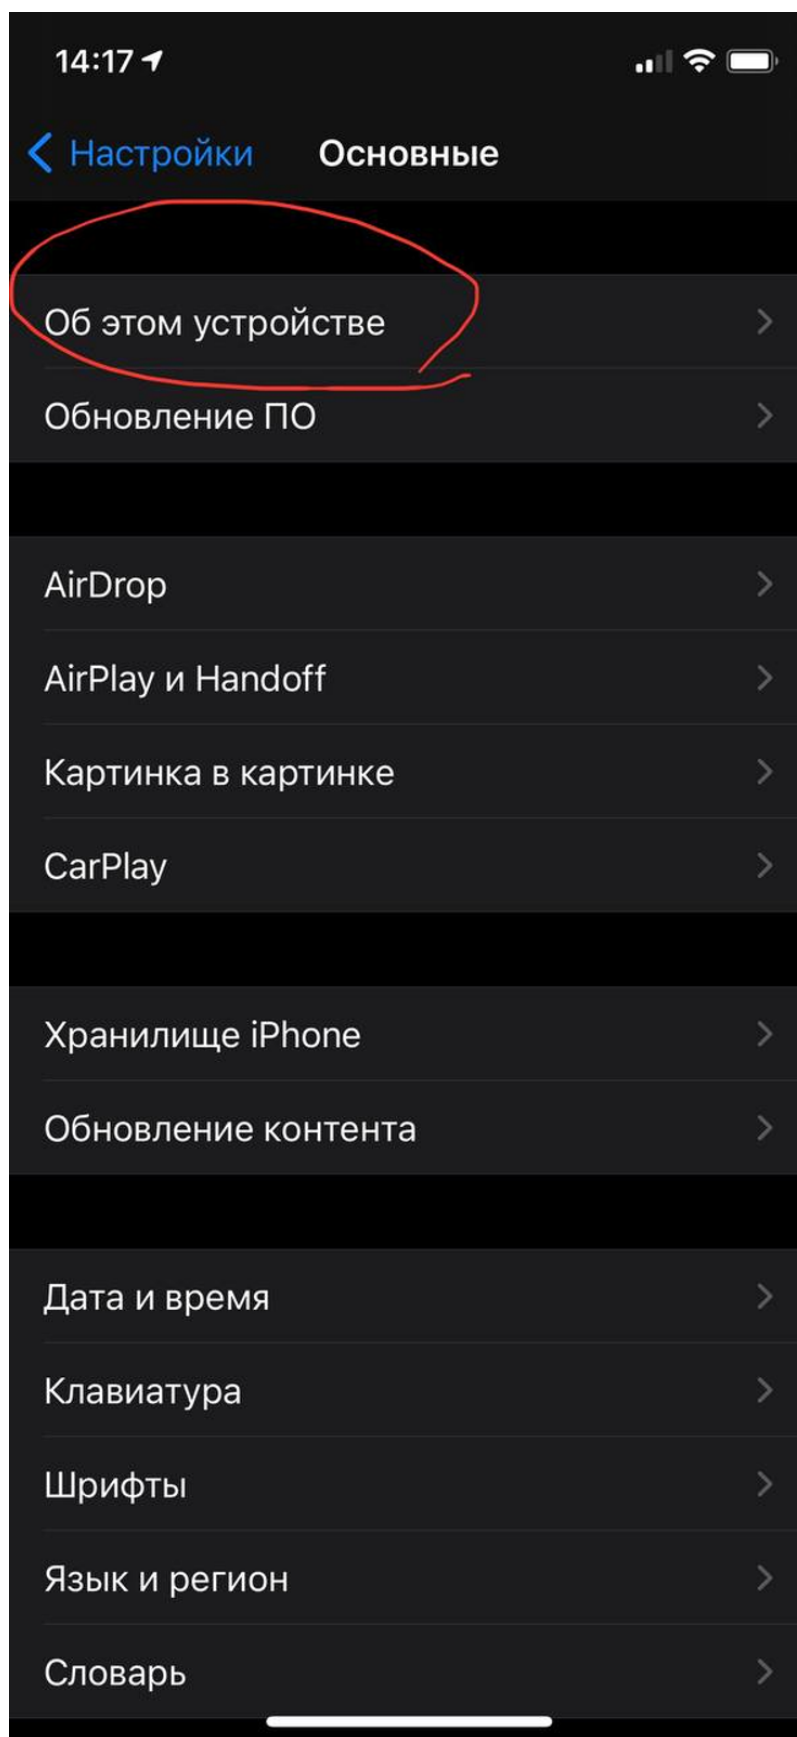 14:17
Настройки Основные
Об этом устройстве
Обновление ПО
AirDrop
AirPlay и Handoff
Картинка в картинке
CarPlay
Хранилище iPhone
Обновление контента
Дата и время
Клавиатура
Шрифты
Язык и регион
Словарь